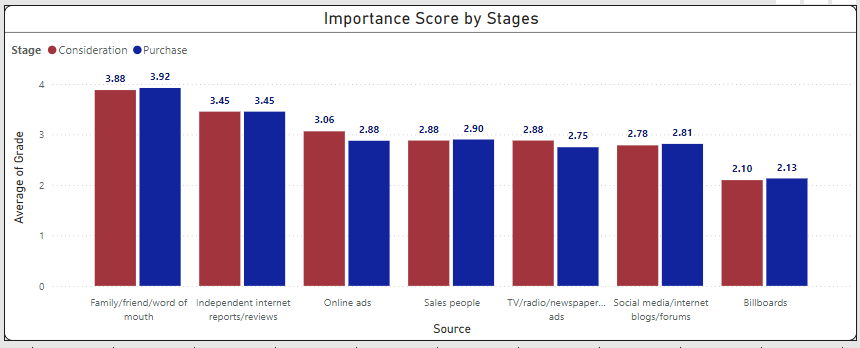 Importance Score by Stages
Stage Consideration Purchase
3.88 3.92 3.45 3.45 3.06 2.88 2.88 2.90 2.88 2.75 2.78 2.81 2.10 2.13
4
3
2
1
0
Average of Grade
Family/friend/word of
mouth
Independent internet
reports/reviews
Online ads
Sales people
TV/radio/newspaper...
ads
Social media/internet
blogs/forums
Billboards
Source